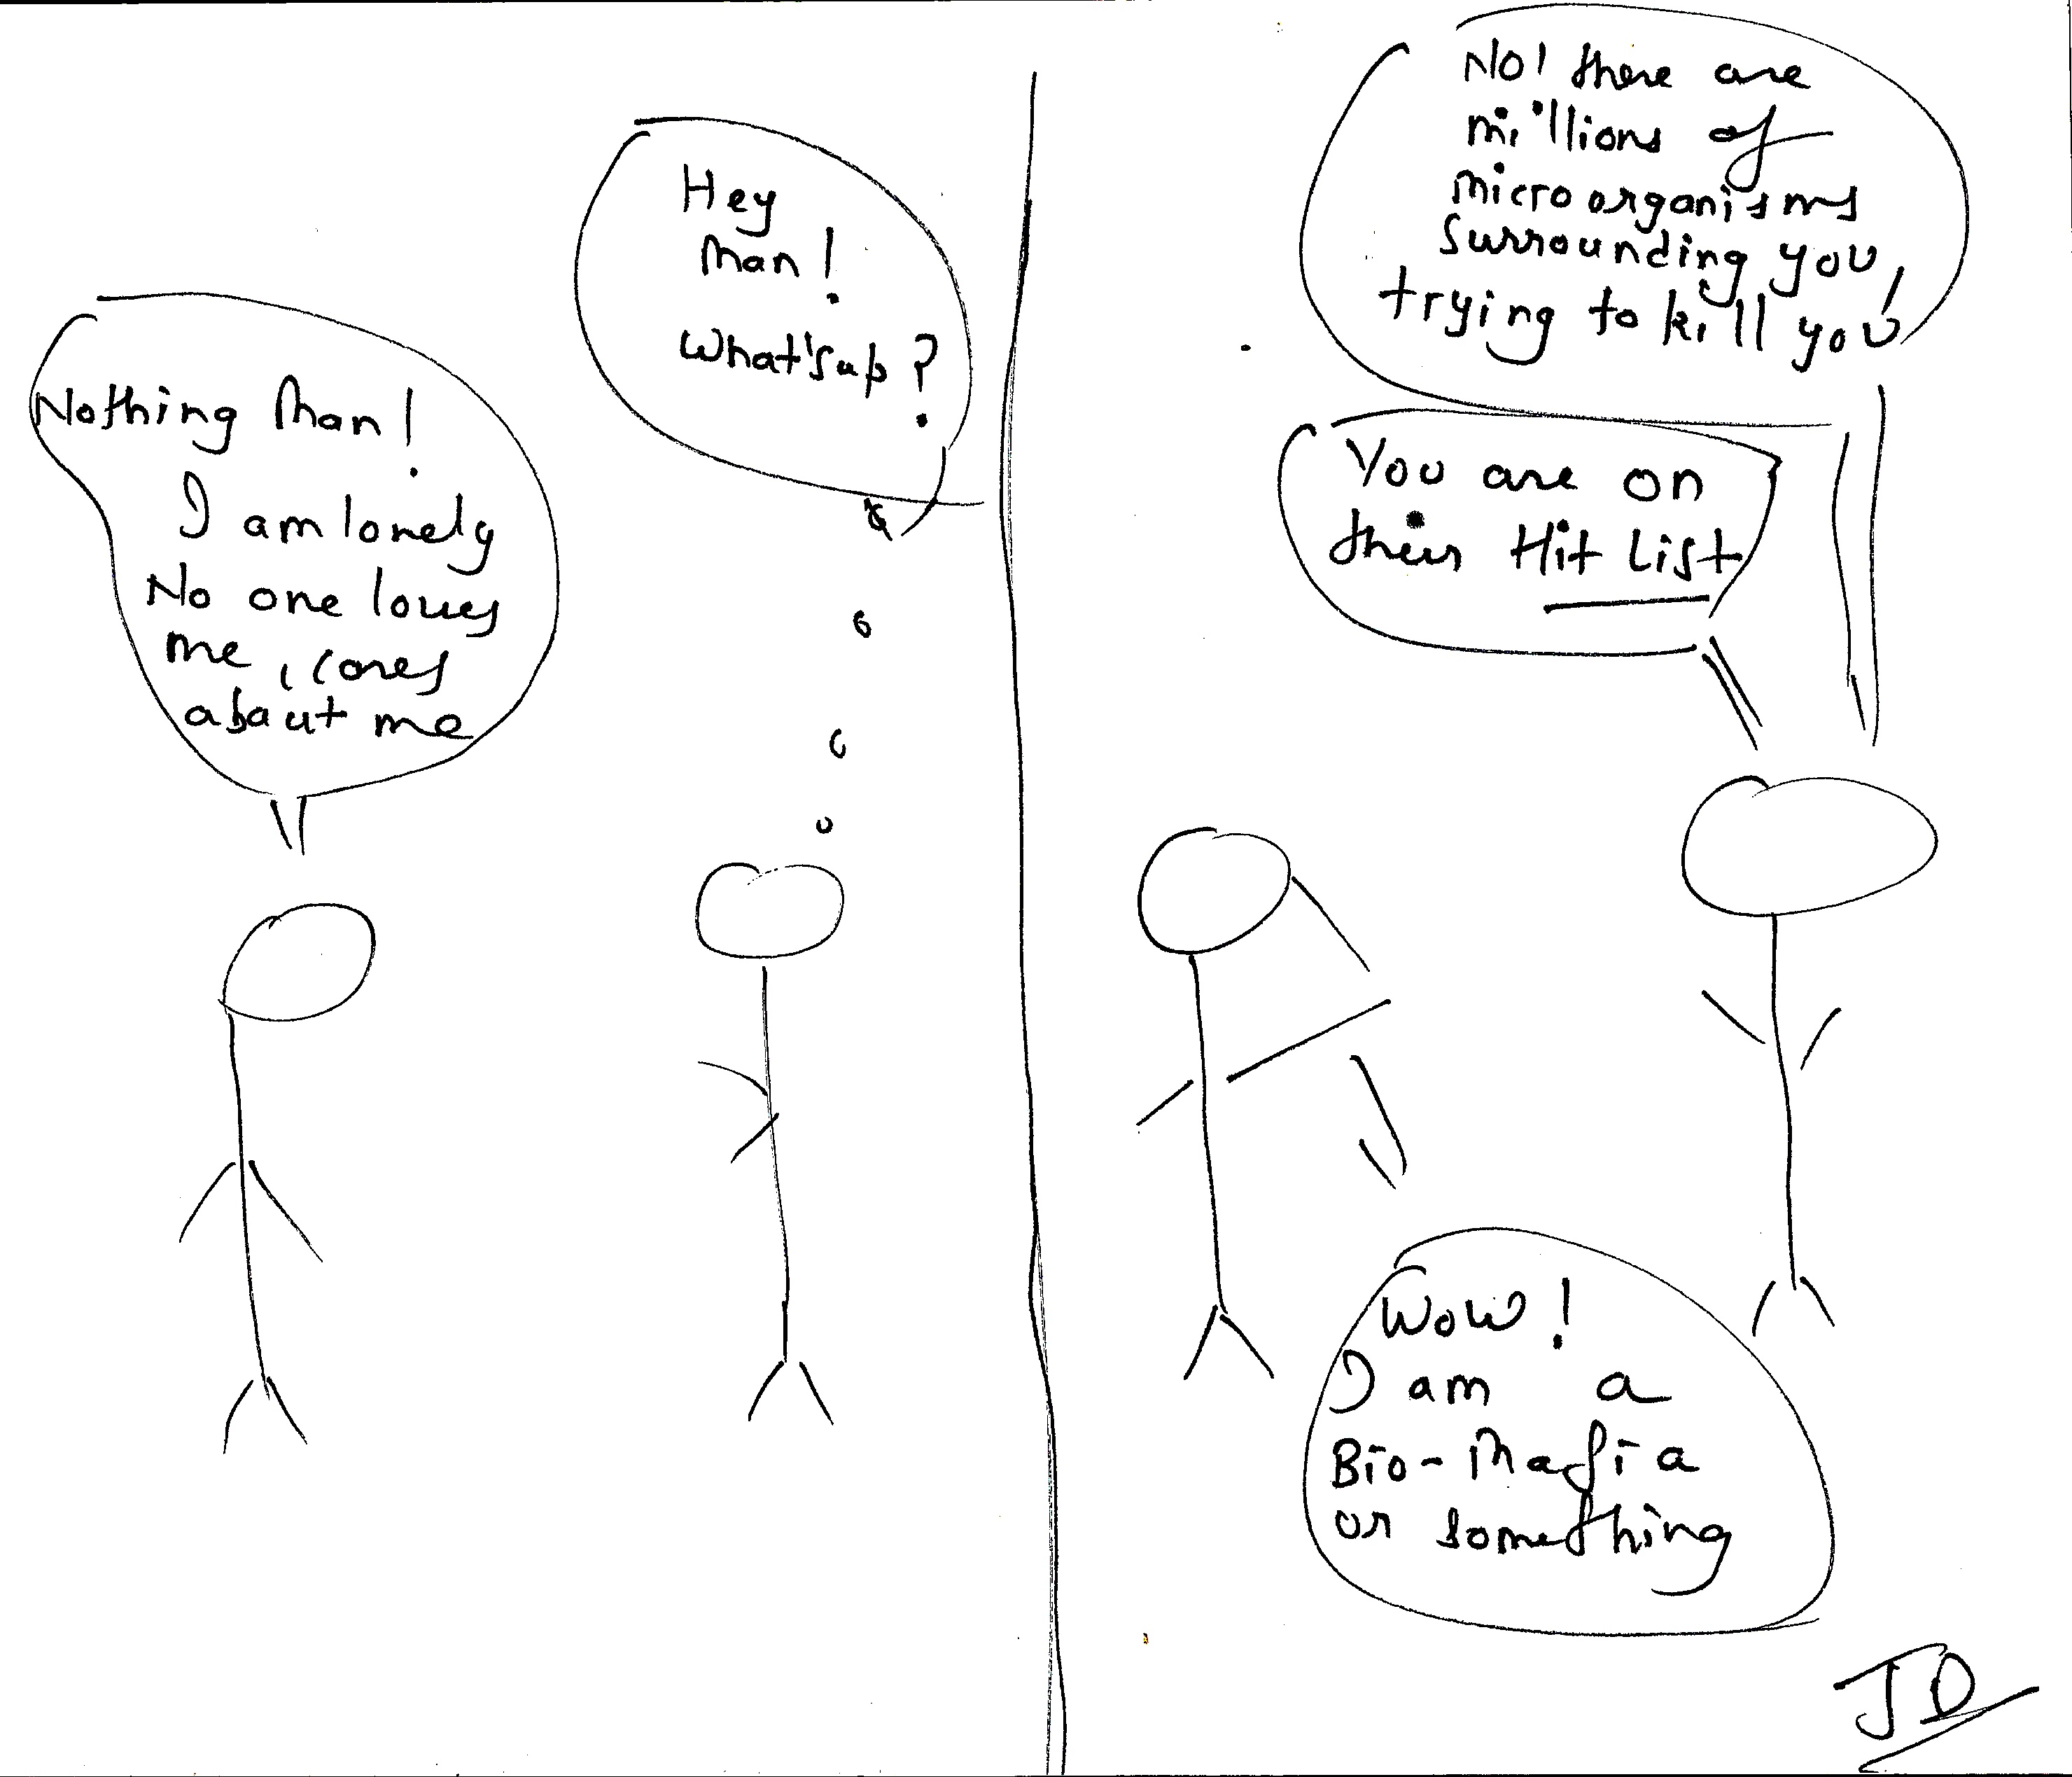 Hey
Man!
What'sup?
Nothing Man!
I am lonely
No one loves
me, cares
about me
NO! there are
millions of
microorganisms
surrounding you,
trying to kill you
You are on
their Hit List
Wow!
I am a
Bio-Mafia
or something
JD